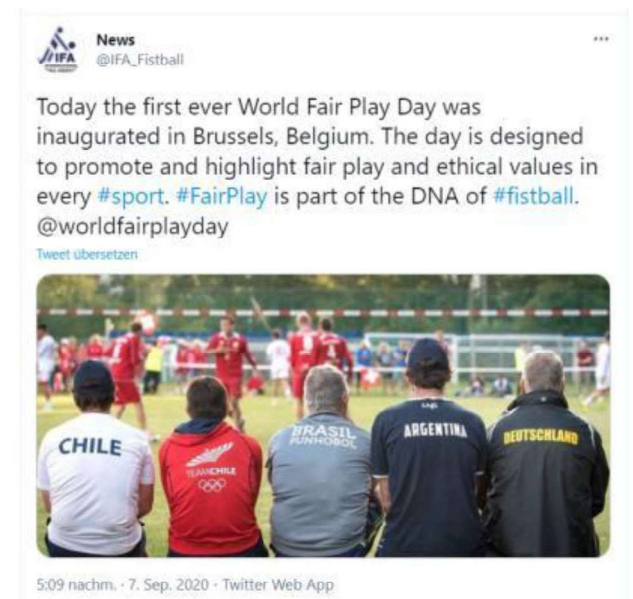 News
IFA
@IFA_Fistball
Today the first ever World Fair Play Day was
inaugurated in Brussels, Belgium. The day is designed
to promote and highlight fair play and ethical values in
every #sport. #FairPlay is part of the DNA of #fistball.
@worldfairplayday
Tweet übersetzen
CHILE
TEAMCHILE
BRASIL
PUNHOBOL
ARGENTINA
DEUTSCHLAND
5:09 nachm. · 7. Sep. 2020 · Twitter Web App